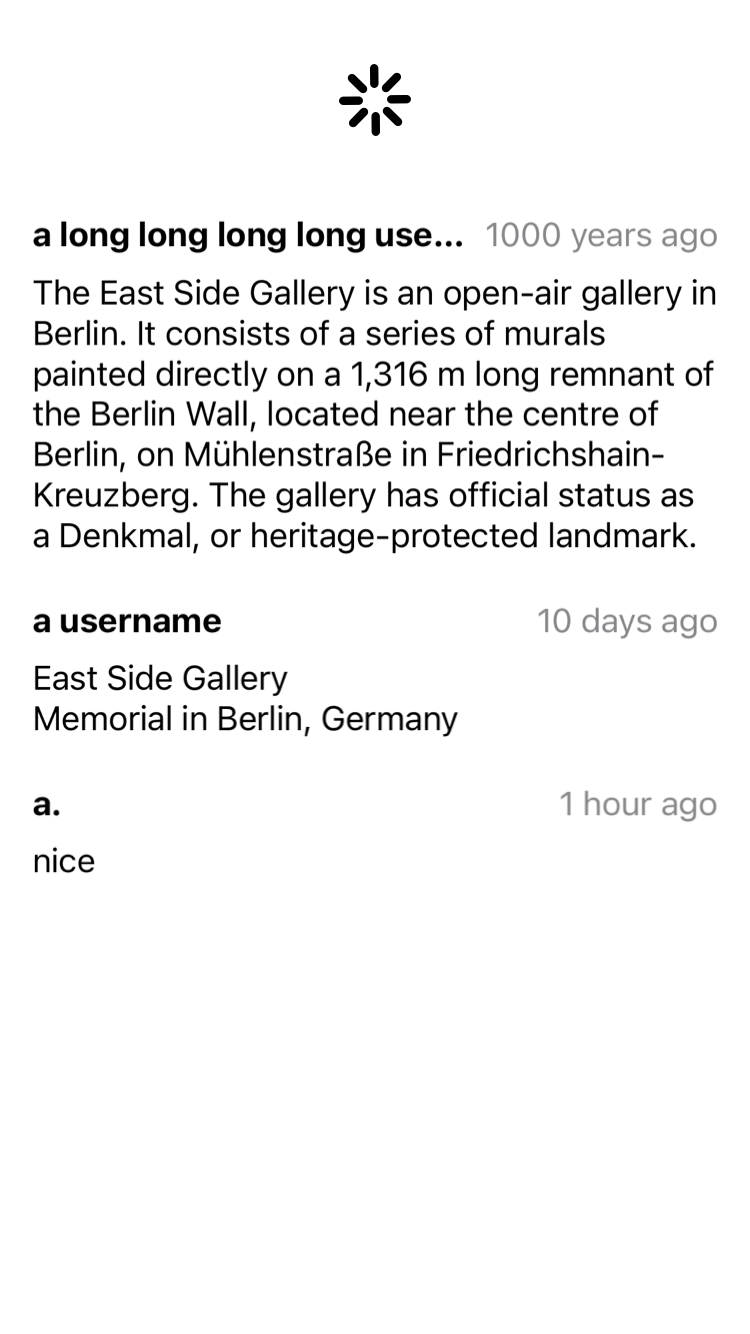 a long long long long use... 1000 years ago
The East Side Gallery is an open-air gallery in
Berlin. It consists of a series of murals
painted directly on a 1,316 m long remnant of
the Berlin Wall, located near the centre of
Berlin, on Mühlenstraße in Friedrichshain-
Kreuzberg. The gallery has official status as
a Denkmal, or heritage-protected landmark.
a username 10 days ago
East Side Gallery
Memorial in Berlin, Germany
a. 1 hour ago
nice